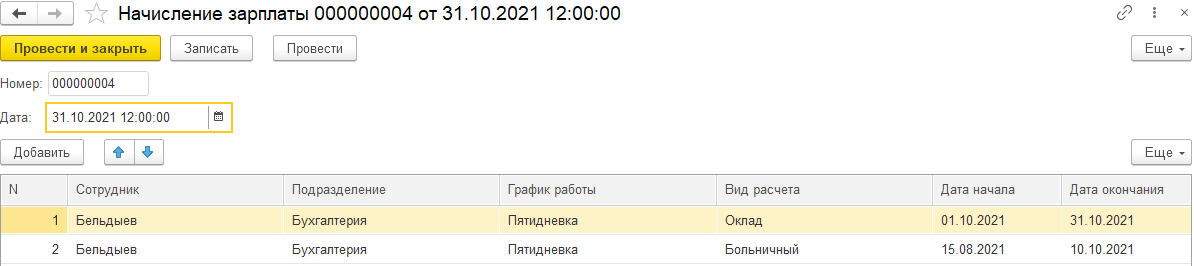 Начисление зарплаты 000000004 от 31.10.2021 12:00:00
Провести и закрыть Записать Провести Еще
Номер: 000000004
Дата: 31.10.2021 12:00:00
Добавить Еще
N Сотрудник Подразделение График работы Вид расчета Дата начала Дата окончания
1 Бельдыев Бухгалтерия Пятидневка Оклад 01.10.2021 31.10.2021
2 Бельдыев Бухгалтерия Пятидневка Больничный 15.08.2021 10.10.2021